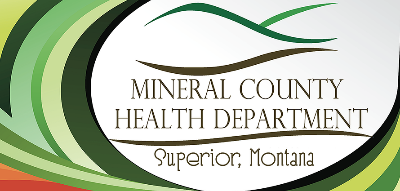 MINERAL COUNTY
HEALTH DEPARTMENT
Superior, Montana